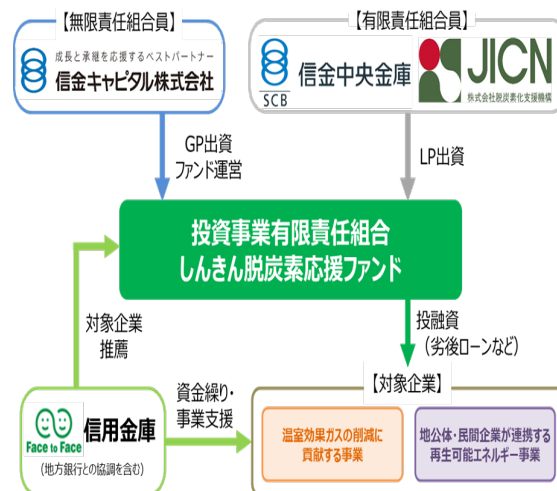 【無限責任組合員】
成長と承継を応援するベストパートナー
信金キャピタル株式会社
【有限責任組合員】
SCB
信金中央金庫
JICN
株式会社脱炭素化支援機構
GP出資
ファンド運営
LP出資
投資事業有限責任組合
しんきん脱炭素応援ファンド
対象企業
推薦
投融資
（劣後ローンなど）
Face to Face
信用金庫
（地方銀行との協調を含む）
資金繰り・
事業支援
【対象企業】
温室効果ガスの削減に
貢献する事業
地公体・民間企業が連携する
再生可能エネルギー事業